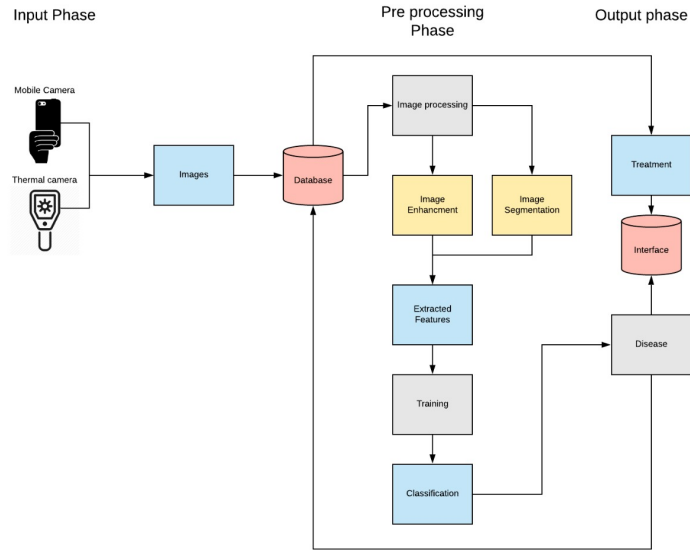 Input Phase
Pre processing
Phase
Output phase
Mobile Camera
Thermal camera
Images
Database
Image processing
Image
Enhancment
Image
Segmentation
Extracted
Features
Training
Classification
Treatment
Interface
Disease